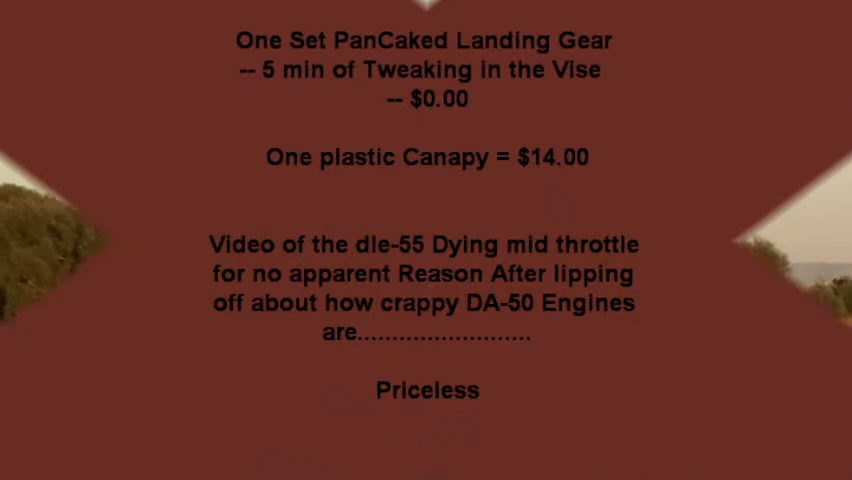 One Set PanCaked Landing Gear
-- 5 min of Tweaking in the Vise
-- $0.00
One plastic Canapy = $14.00
Video of the dle-55 Dying mid throttle
for no apparent Reason After lipping
off about how crappy DA-50 Engines
are.........................
Priceless